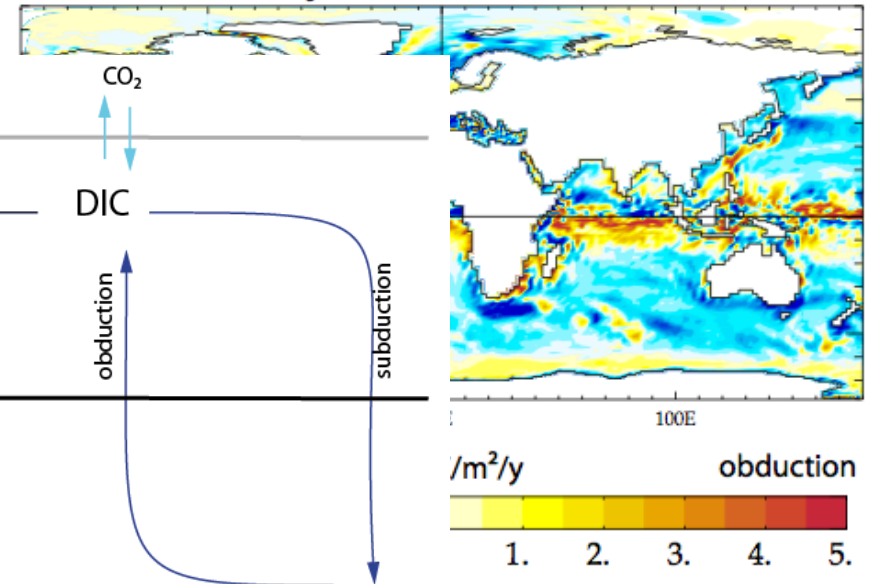 CO₂
DIC
obduction
subduction
100E
/m²/y
obduction
1. 2. 3. 4. 5.